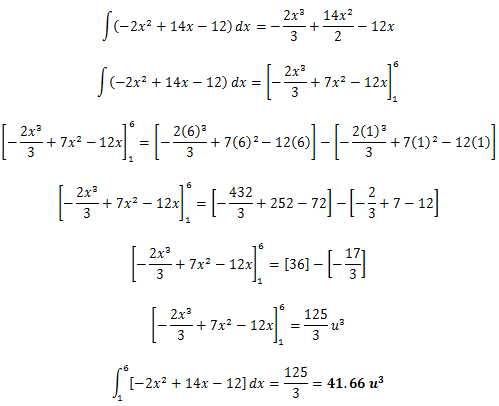 ∫(−2x² + 14x − 12) dx = −2x³/3 + 14x²/2 − 12x
∫(−2x² + 14x − 12) dx = [−2x³/3 + 7x² − 12x]₁⁶
[−2x³/3 + 7x² − 12x]₁⁶ = [−2(6)³/3 + 7(6)² − 12(6)] − [−2(1)³/3 + 7(1)² − 12(1)]
[−2x³/3 + 7x² − 12x]₁⁶ = [−432/3 + 252 − 72] − [−2/3 + 7 − 12]
[−2x³/3 + 7x² − 12x]₁⁶ = [36] − [−17/3]
[−2x³/3 + 7x² − 12x]₁⁶ = 125/3 u³
∫₁⁶[−2x² + 14x − 12] dx = 125/3 = 41.66 u³